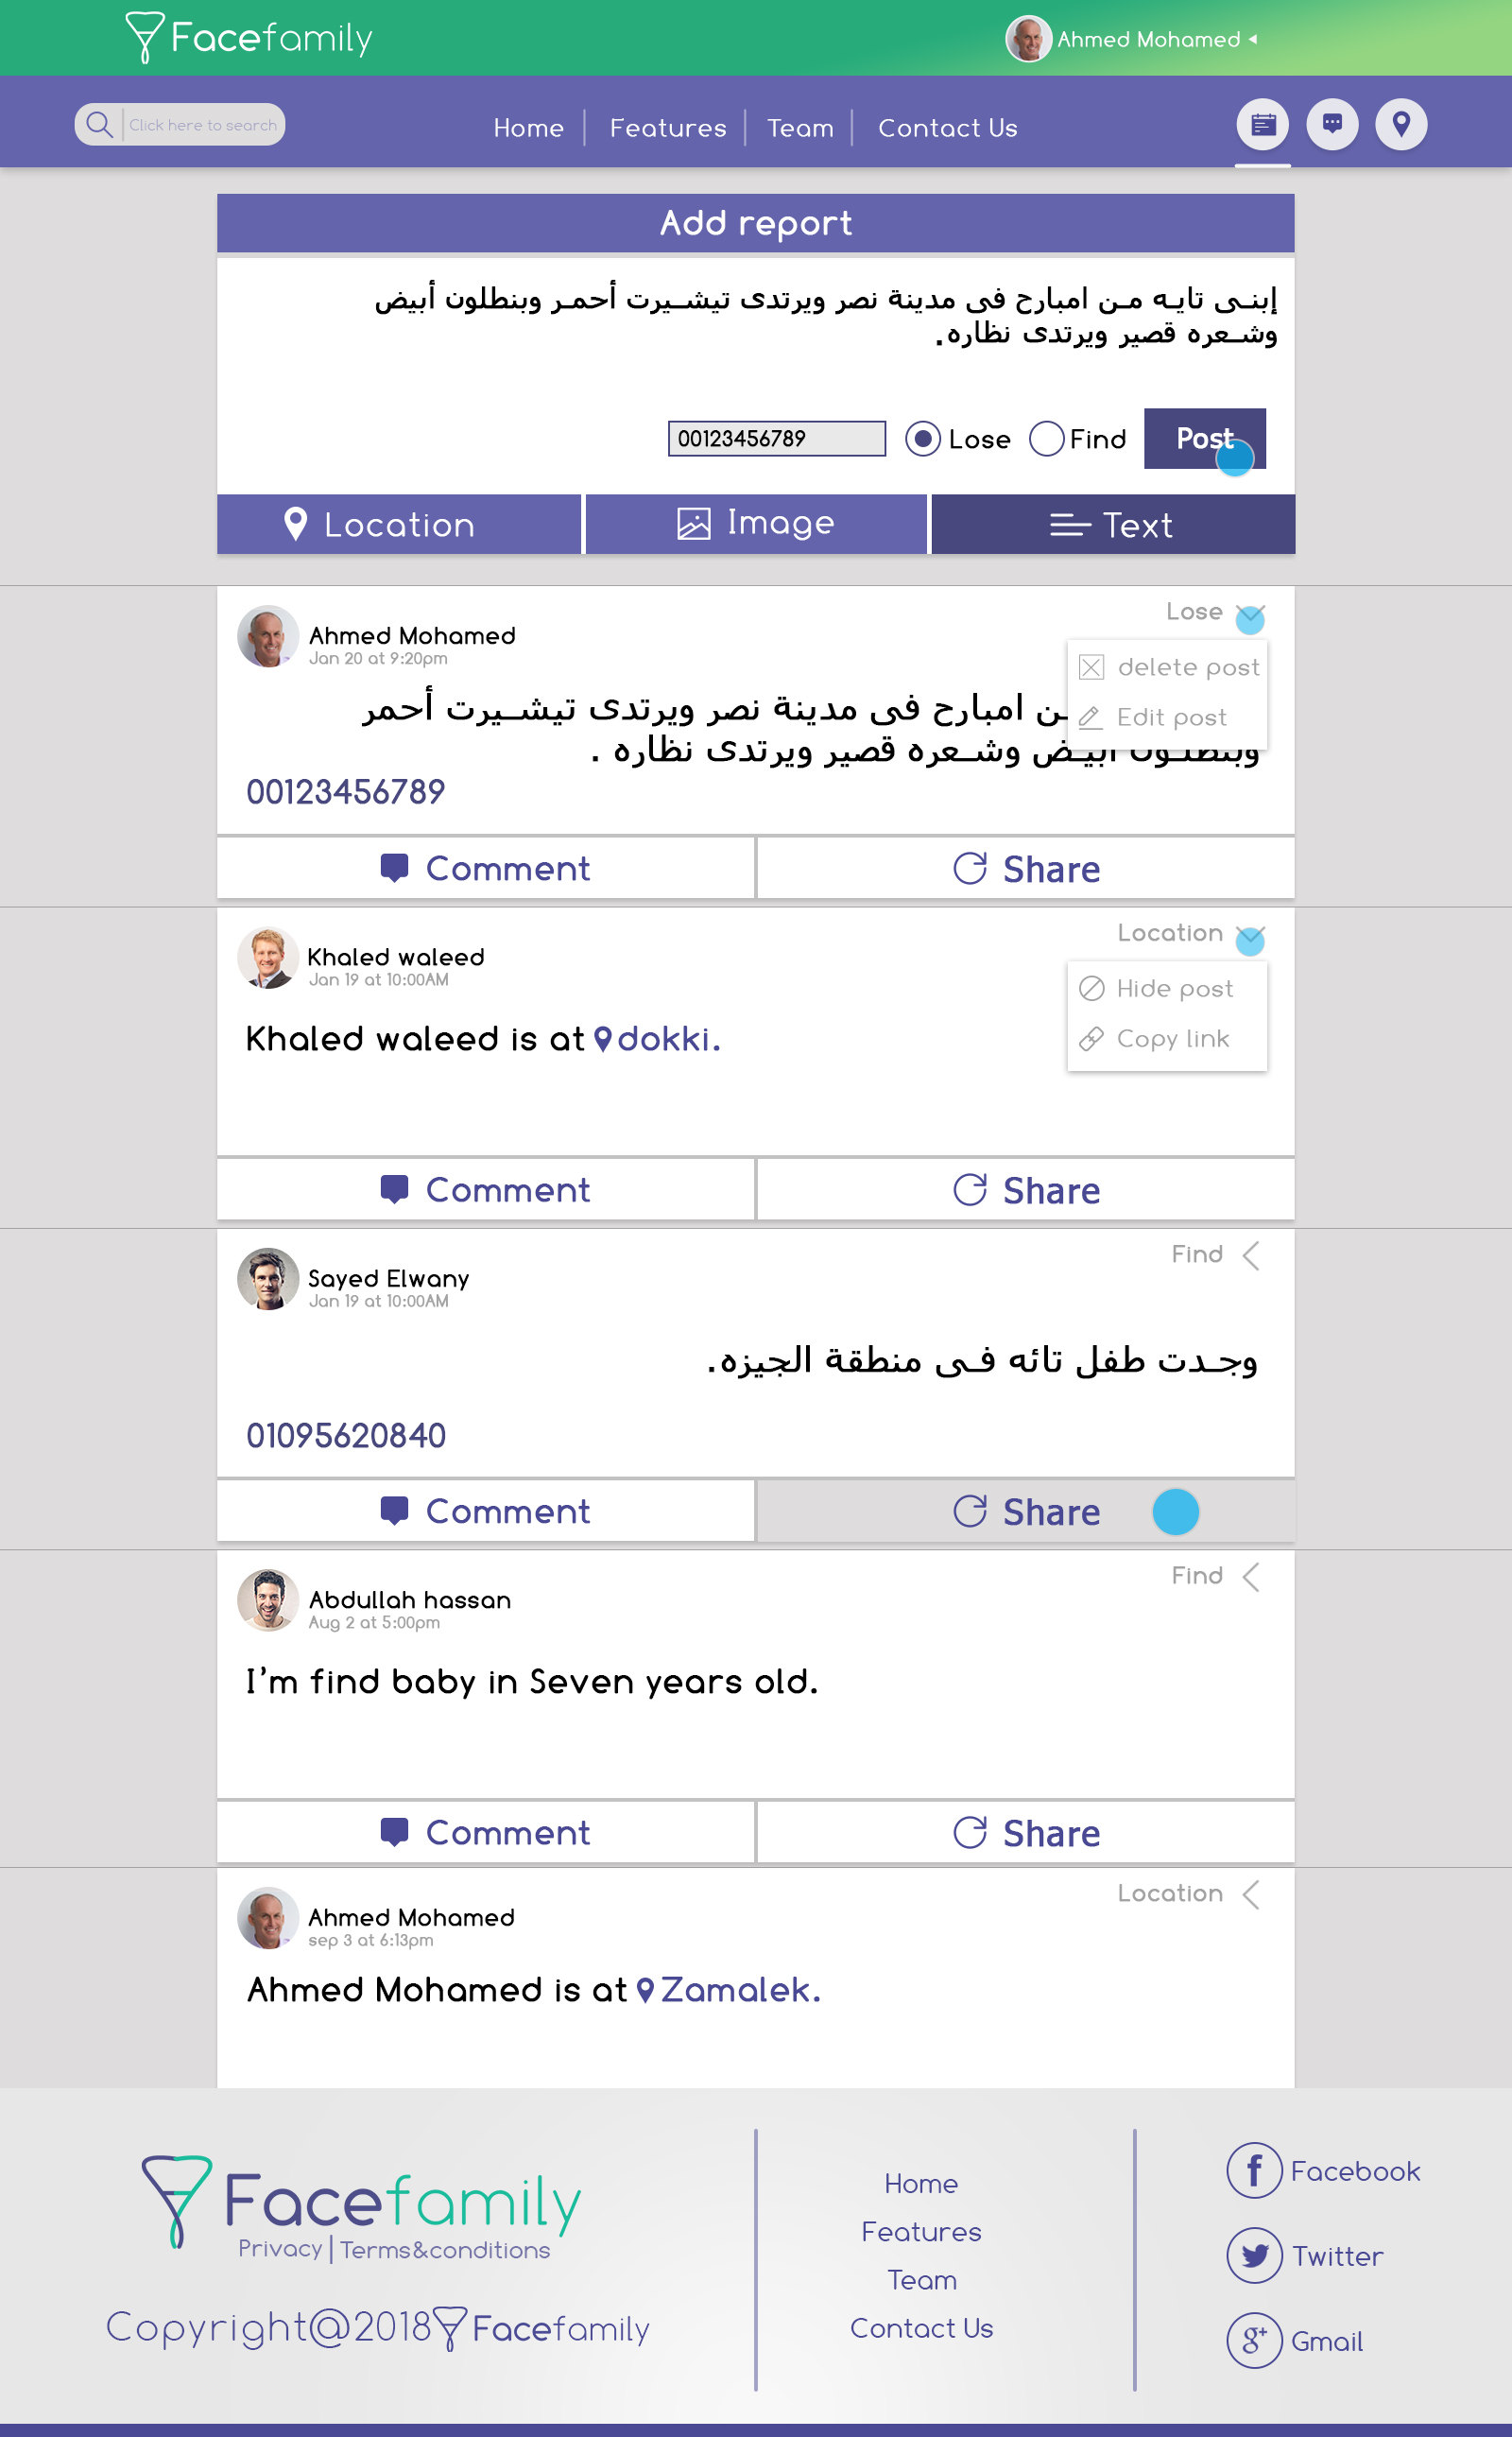 Facefamily
Ahmed Mohamed
Click here to search
Home
Features
Team
Contact Us
Add report
إبنى تايه من امبارح فى مدينة نصر ويرتدى تيشيرت أحمر وبنطلون أبيض
وشعره قصير ويرتدى نظاره.
00123456789
Lose
Find
Post
Location
Image
Text
Ahmed Mohamed
Jan 20 at 9:20pm
Lose
delete post
Edit post
امبارح فى مدينة نصر ويرتدى تيشيرت أحمر
وبنطلون أبيض وشعره قصير ويرتدى نظاره .
00123456789
Comment
Share
Khaled waleed
Jan 19 at 10:00AM
Location
Hide post
Copy link
Khaled waleed is at dokki.
Comment
Share
Sayed Elwany
Jan 19 at 10:00AM
Find
وجدت طفل تائه فى منطقة الجيزه.
01095620840
Comment
Share
Abdullah hassan
Aug 2 at 5:00pm
Find
I'm find baby in Seven years old.
Comment
Share
Ahmed Mohamed
sep 3 at 6:13pm
Location
Ahmed Mohamed is at Zamalek.
Facefamily
Privacy | Terms&conditions
Copyright@2018 Facefamily
Home
Features
Team
Contact Us
Facebook
Twitter
g+ Gmail